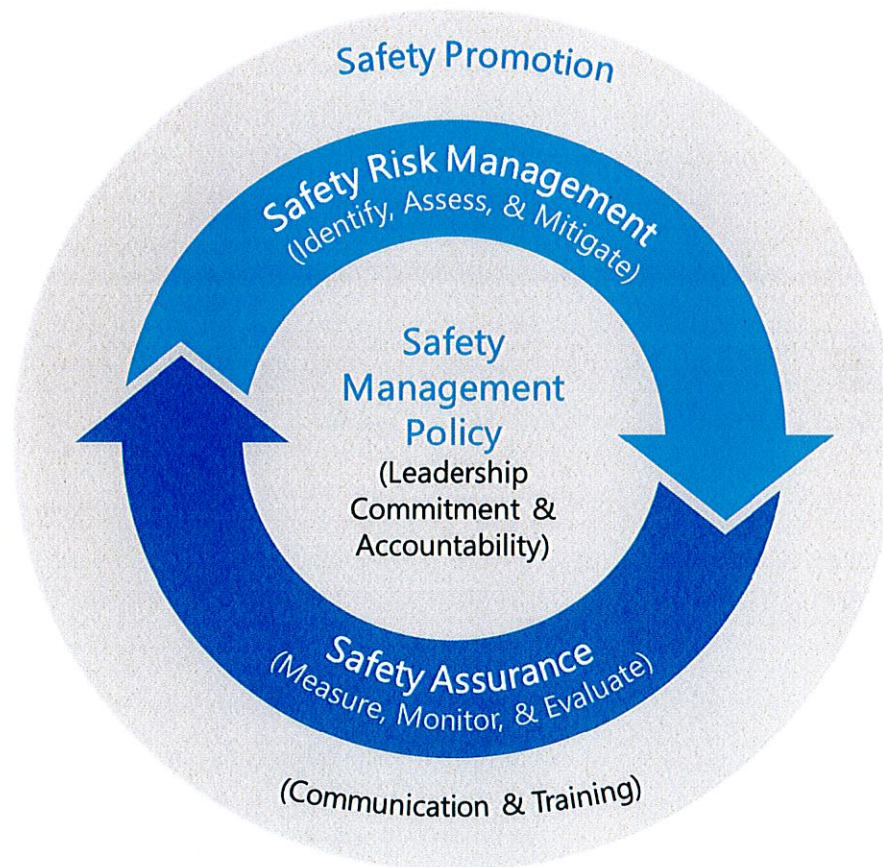 Safety Promotion
Safety Risk Management
(Identify, Assess, & Mitigate)
Safety
Management
Policy
(Leadership
Commitment &
Accountability)
Safety Assurance
(Measure, Monitor, & Evaluate)
(Communication & Training)